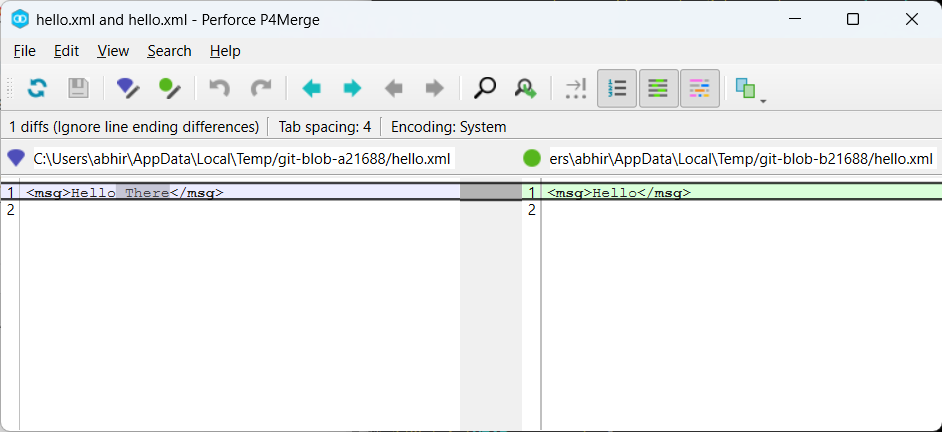 hello.xml and hello.xml - Perforce P4Merge
File Edit View Search Help
1 diffs (Ignore line ending differences) Tab spacing: 4 Encoding: System
C:\Users\abhir\AppData\Local\Temp/git-blob-a21688/hello.xml
ers\abhir\AppData\Local\Temp/git-blob-b21688/hello.xml
1 <msg>Hello There</msg>
2
1 <msg>Hello</msg>
2